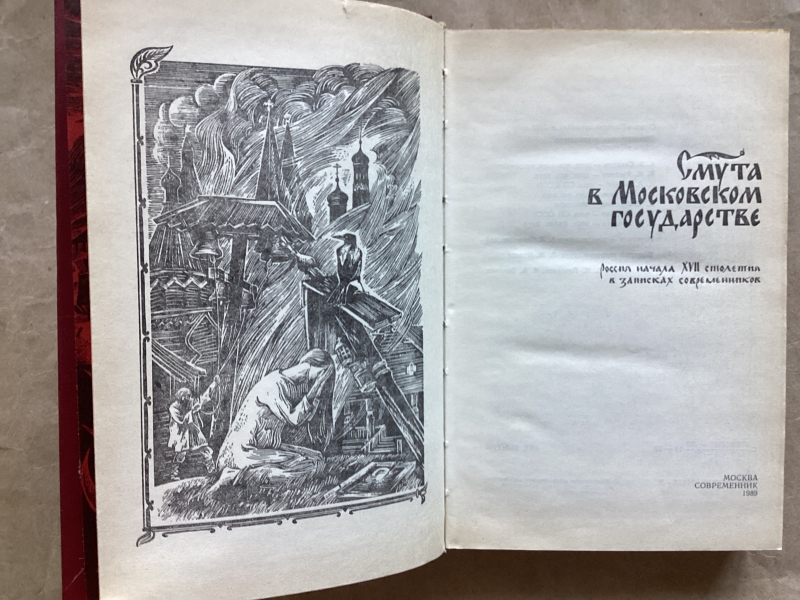 Смута
в Московском
государстве
Россия начала XVII столетия
в записках современников
МОСКВА
СОВРЕМЕННИК
1989